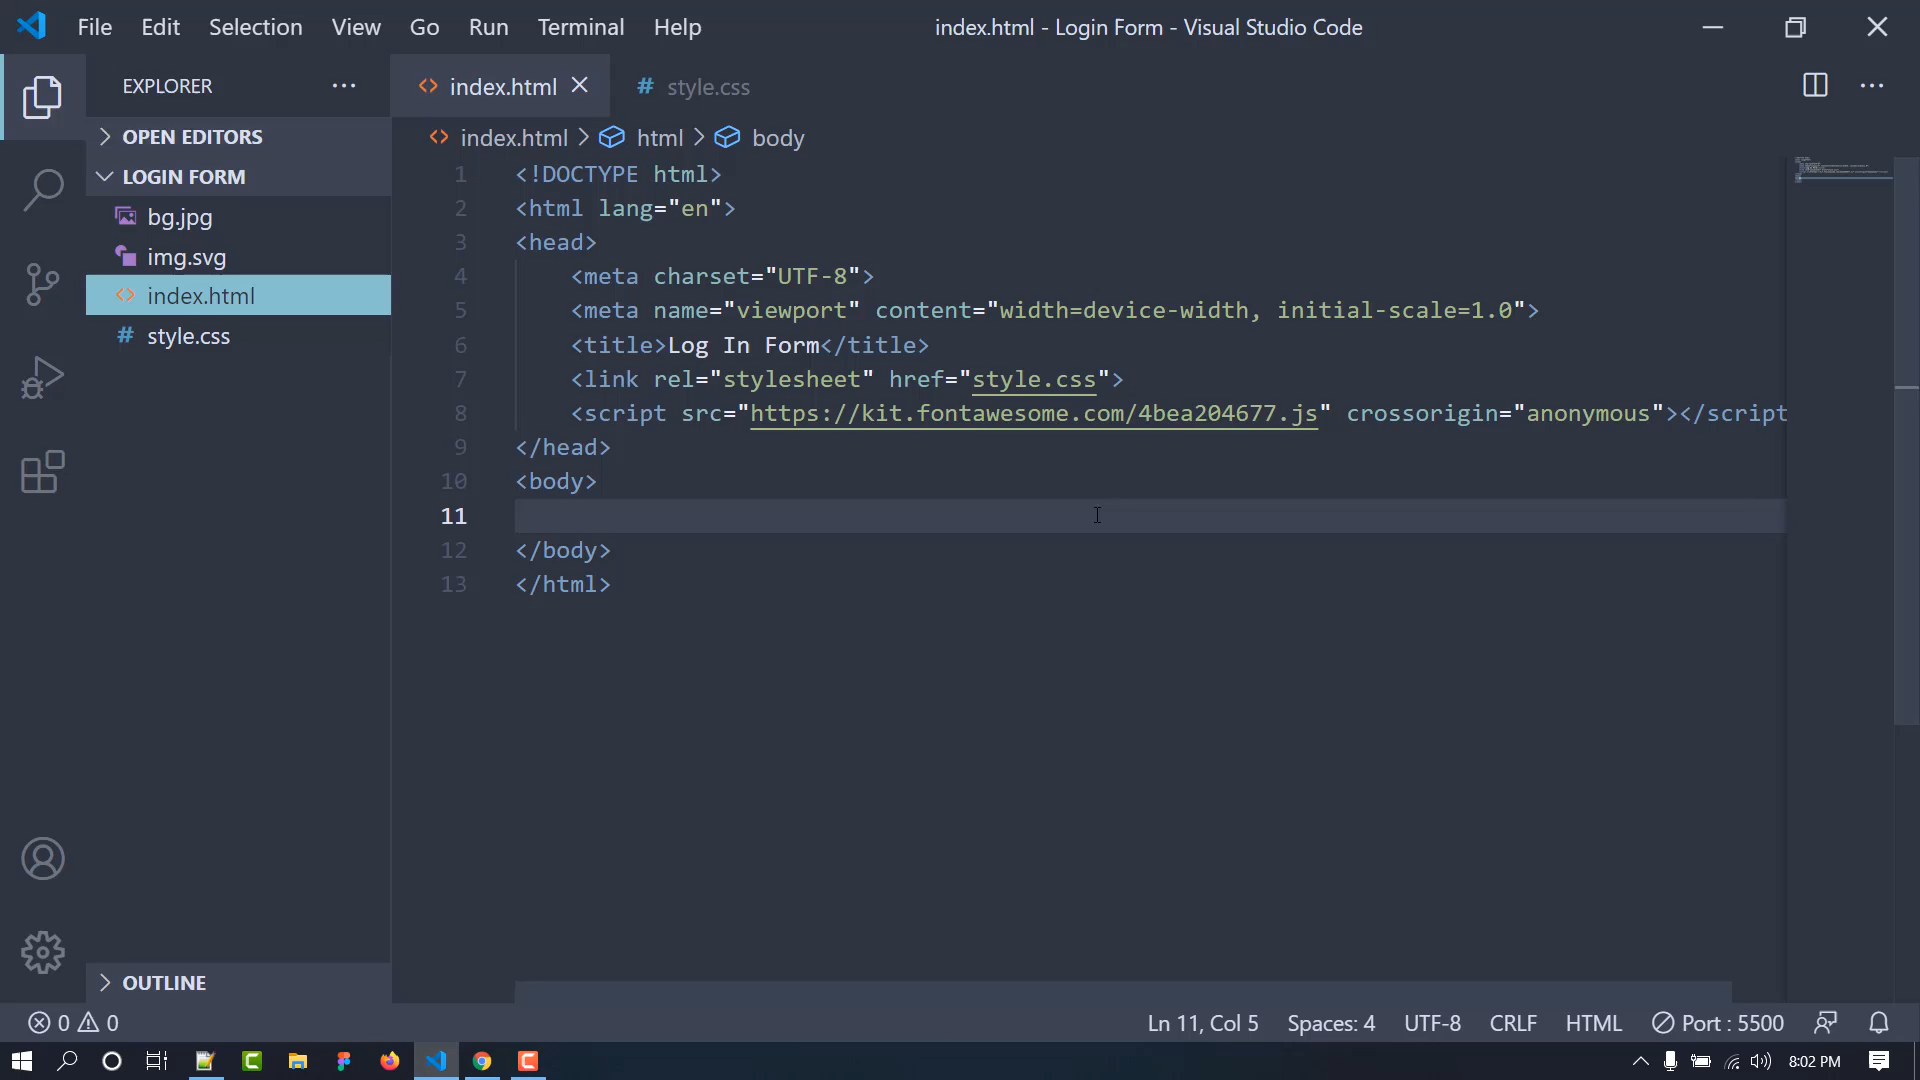 File Edit Selection View Go Run Terminal Help
index.html - Login Form - Visual Studio Code
EXPLORER
index.html
# style.css
OPEN EDITORS
LOGIN FORM
bg.jpg
img.svg
index.html
# style.css
OUTLINE
index.html > html > body
1 <!DOCTYPE html>
2 <html lang="en">
3 <head>
4 <meta charset="UTF-8">
5 <meta name="viewport" content="width=device-width, initial-scale=1.0">
6 <title>Log In Form</title>
7 <link rel="stylesheet" href="style.css">
8 <script src="https://kit.fontawesome.com/4bea204677.js" crossorigin="anonymous"></script
9 </head>
10 <body>
11
12 </body>
13 </html>
0 0
Ln 11, Col 5 Spaces: 4 UTF-8 CRLF HTML Port : 5500
8:02 PM